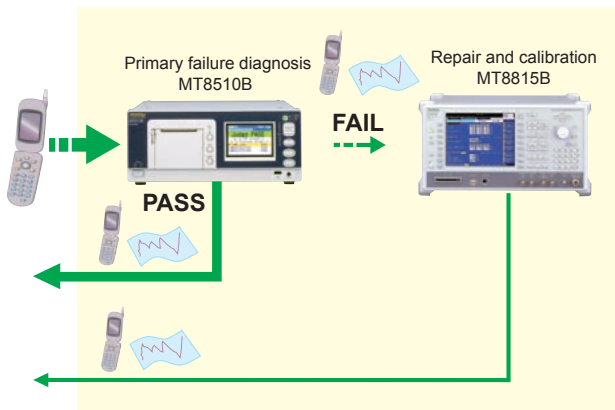 Primary failure diagnosis
MT8510B
Repair and calibration
MT8815B
FAIL
PASS